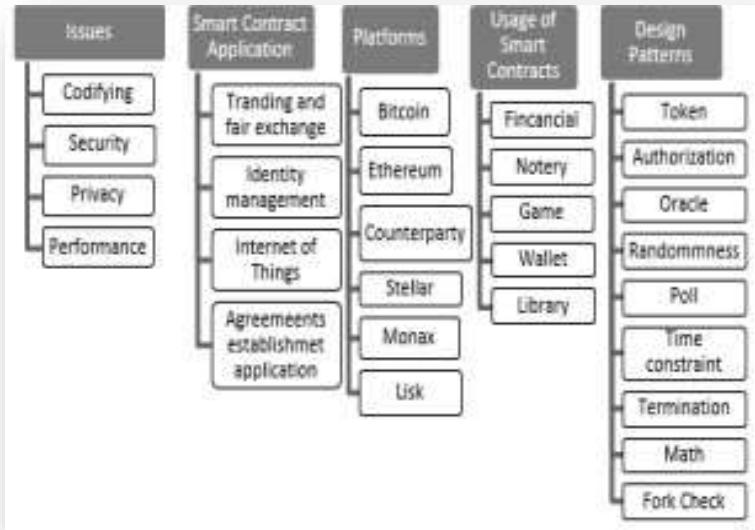 Issues
Codifying
Security
Privacy
Performance
Smart Contract
Application
Tranding and
fair exchange
Identity
management
Internet of
Things
Agreemeents
establishmet
application
Platforms
Bitcoin
Ethereum
Counterparty
Stellar
Monax
Lisk
Usage of
Smart
Contracts
Fincancial
Notery
Game
Wallet
Library
Design
Patterns
Token
Authorization
Oracle
Randommness
Poll
Time
constraint
Termination
Math
Fork Check